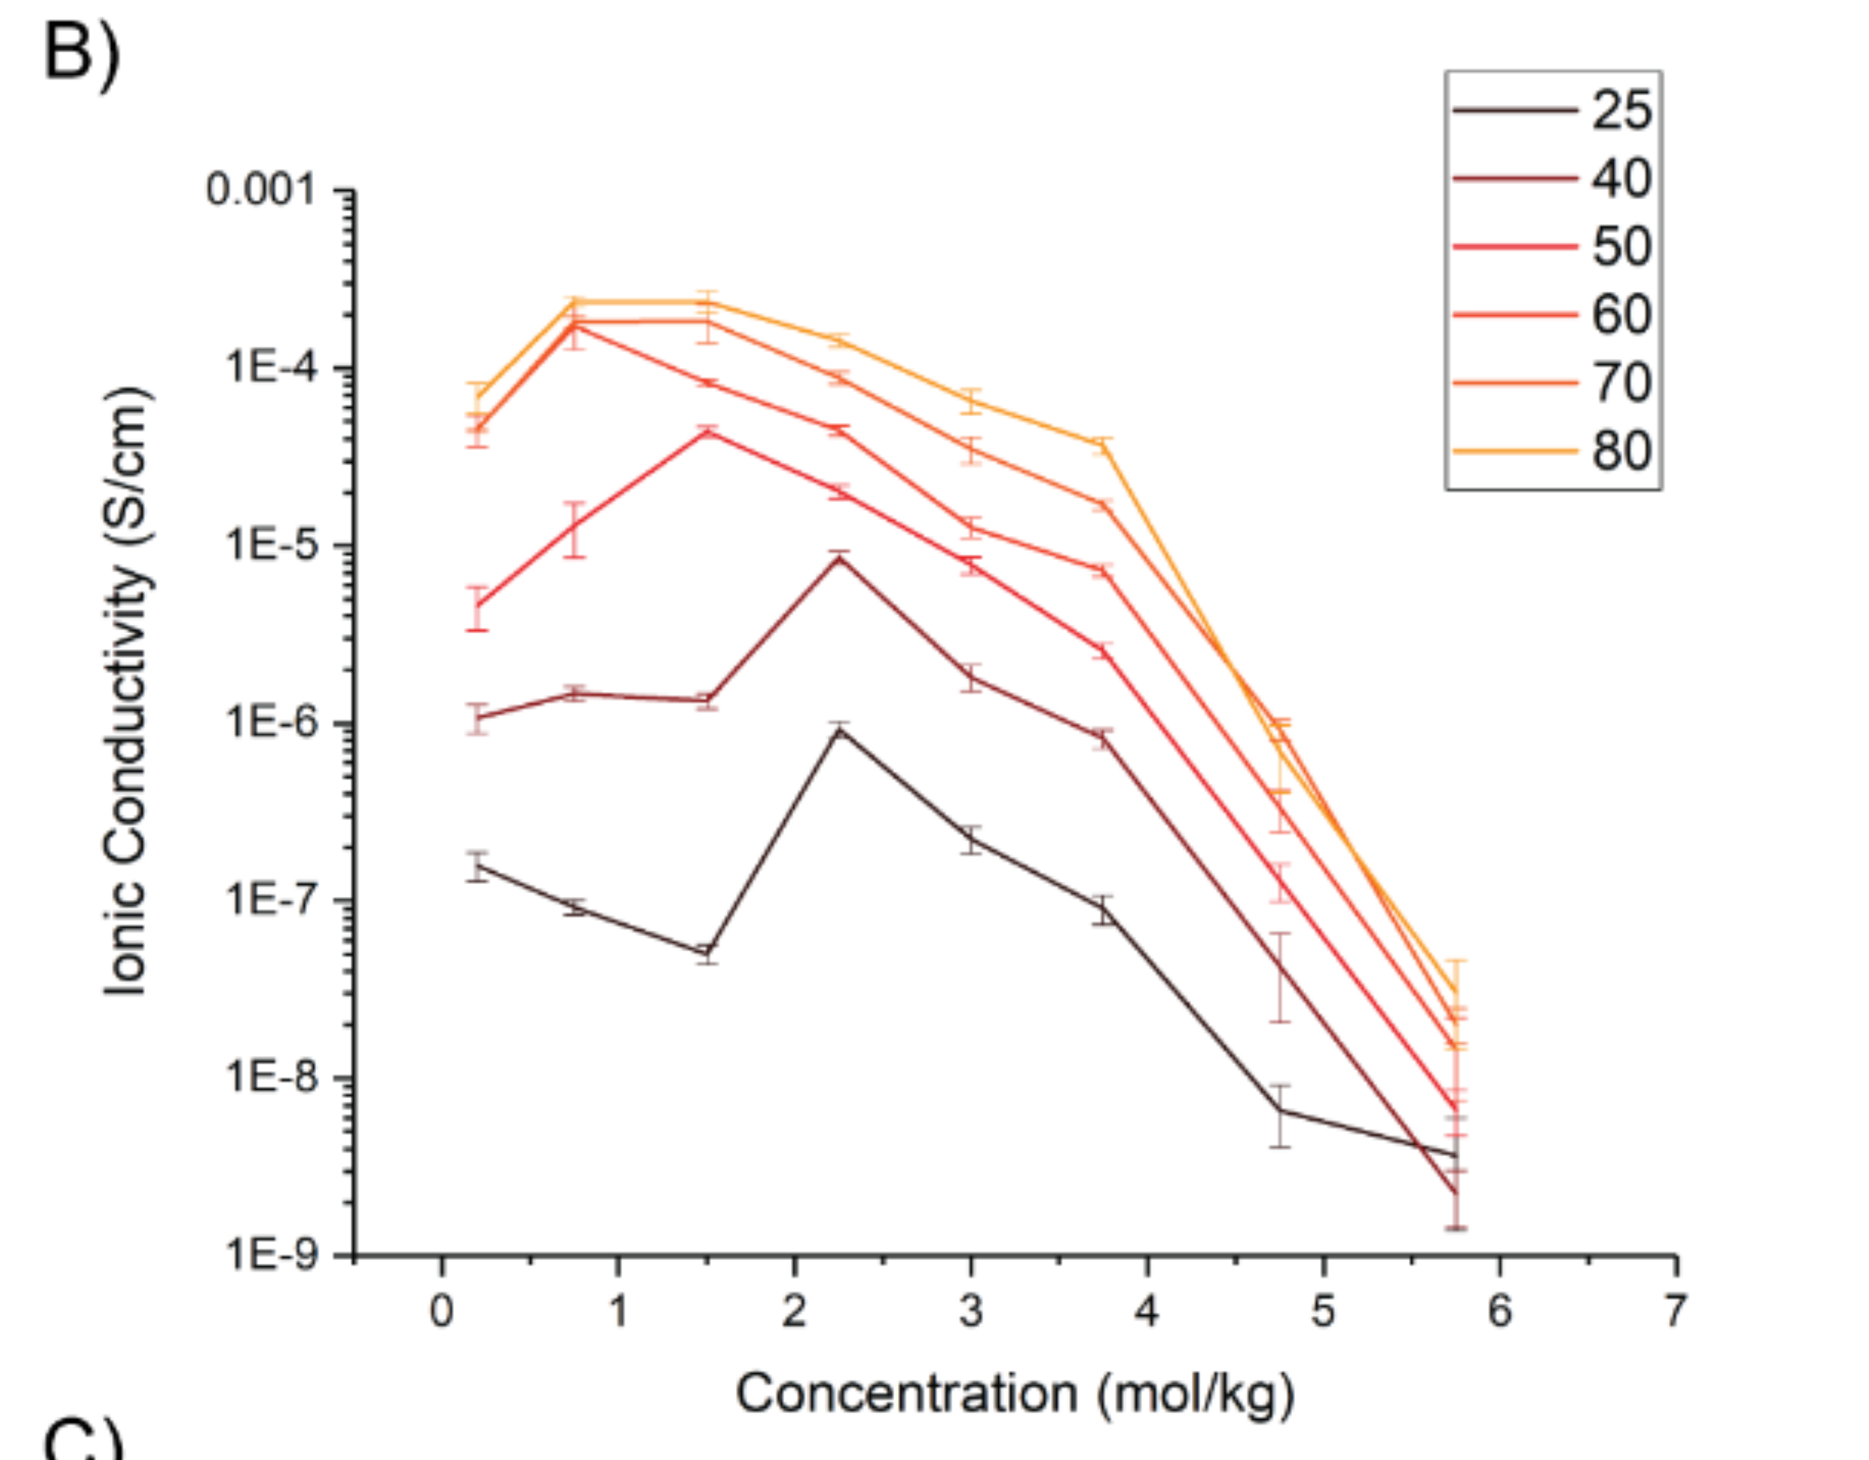 B)
25
40
50
60
70
80
0.001
1E-4
1E-5
1E-6
1E-7
1E-8
1E-9
Ionic Conductivity (S/cm)
0 1 2 3 4 5 6 7
Concentration (mol/kg)
C)